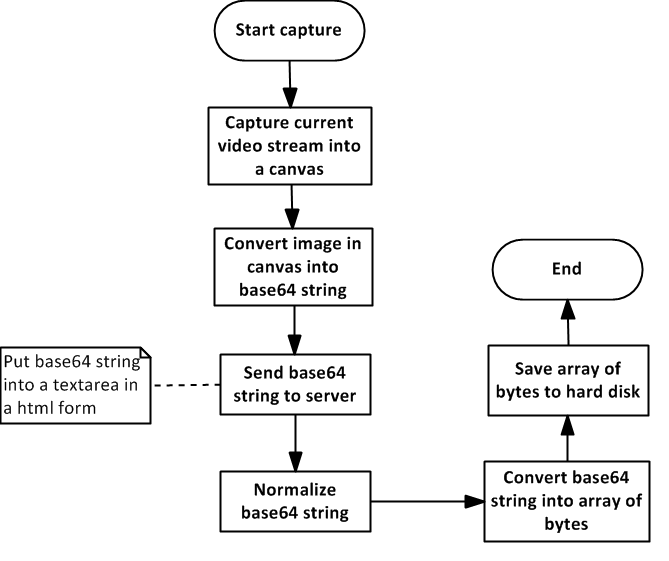 Start capture
Capture current
video stream into
a canvas
Convert image in
canvas into
base64 string
Put base64 string
into a textarea in
a html form
Send base64
string to server
Normalize
base64 string
Convert base64
string into array of
bytes
Save array of
bytes to hard disk
End